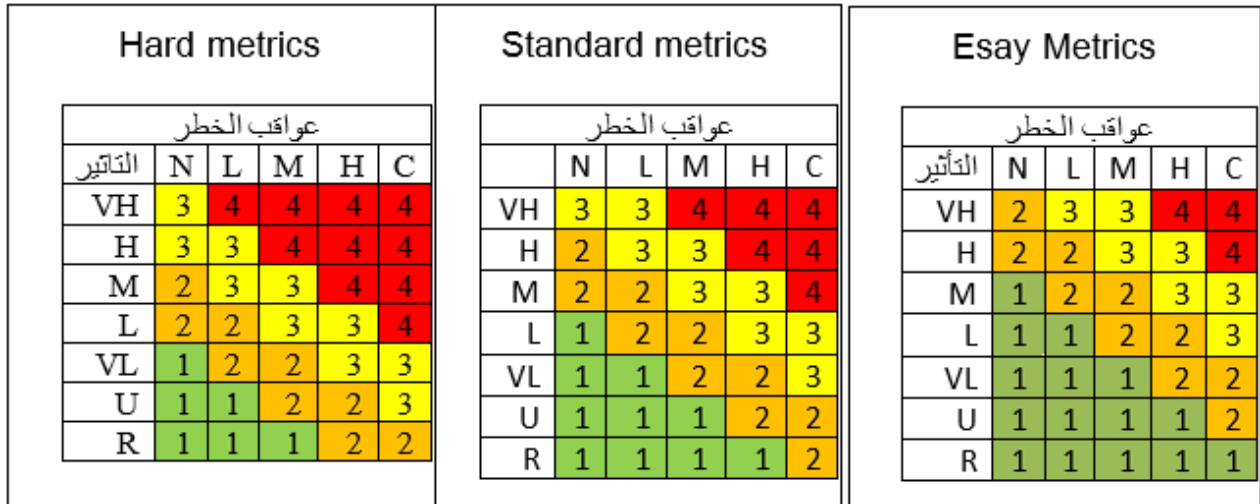 Hard metrics
عواقب الخطر
التاثير N L M H C
VH 3 4 4 4 4
H 3 3 4 4 4
M 2 3 3 4 4
L 2 2 3 3 4
VL 1 2 2 3 3
U 1 1 2 2 3
R 1 1 1 2 2
Standard metrics
عواقب الخطر
N L M H C
VH 3 3 4 4 4
H 2 3 3 4 4
M 2 2 3 3 4
L 1 2 2 3 3
VL 1 1 2 2 3
U 1 1 1 2 2
R 1 1 1 1 2
Esay Metrics
عواقب الخطر
التأثير N L M H C
VH 2 3 3 4 4
H 2 2 3 3 4
M 1 2 2 3 3
L 1 1 2 2 3
VL 1 1 1 2 2
U 1 1 1 1 2
R 1 1 1 1 1